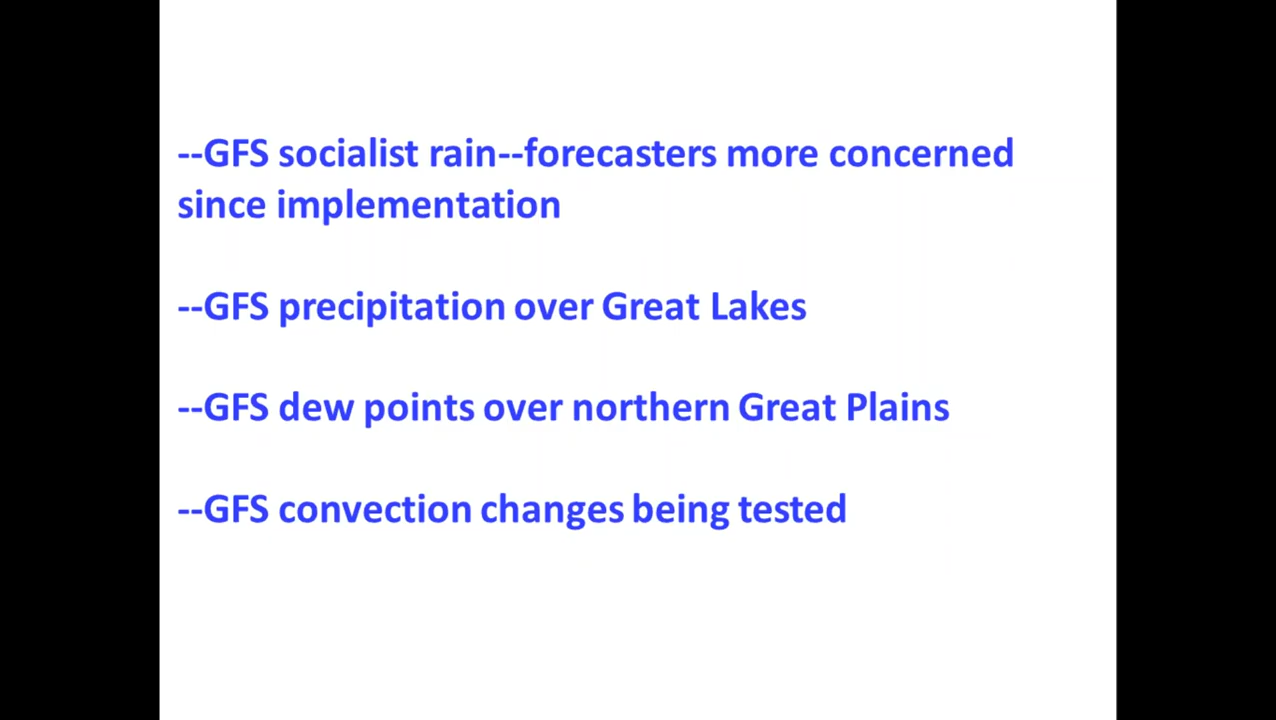 --GFS socialist rain--forecasters more concerned
since implementation
--GFS precipitation over Great Lakes
--GFS dew points over northern Great Plains
--GFS convection changes being tested